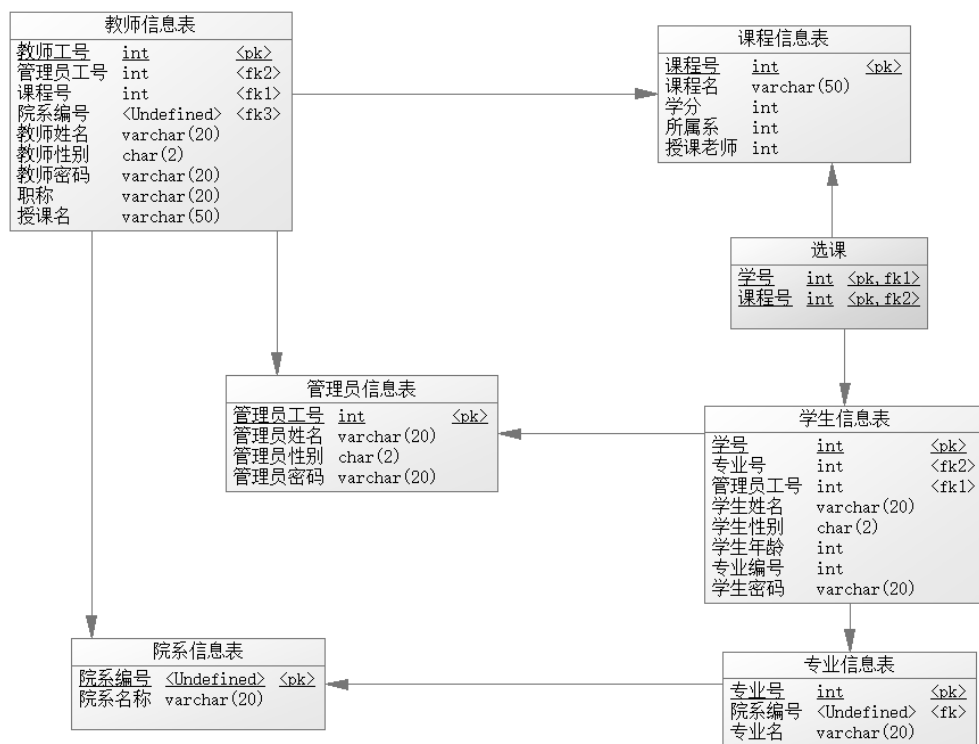 教师信息表
教师工号 int <pk>
管理员工号 int <fk2>
课程号 int <fk1>
院系编号 <Undefined> <fk3>
教师姓名 varchar(20)
教师性别 char(2)
教师密码 varchar(20)
职称 varchar(20)
授课名 varchar(50)
课程信息表
课程号 int <pk>
课程名 varchar(50)
学分 int
所属系 int
授课老师 int
选课
学号 int <pk,fk1>
课程号 int <pk,fk2>
管理员信息表
管理员工号 int <pk>
管理员姓名 varchar(20)
管理员性别 char(2)
管理员密码 varchar(20)
学生信息表
学号 int <pk>
专业号 int <fk2>
管理员工号 int <fk1>
学生姓名 varchar(20)
学生性别 char(2)
学生年龄 int
专业编号 int
学生密码 varchar(20)
院系信息表
院系编号 <Undefined> <pk>
院系名称 varchar(20)
专业信息表
专业号 int <pk>
院系编号 <Undefined> <fk>
专业名 varchar(20)